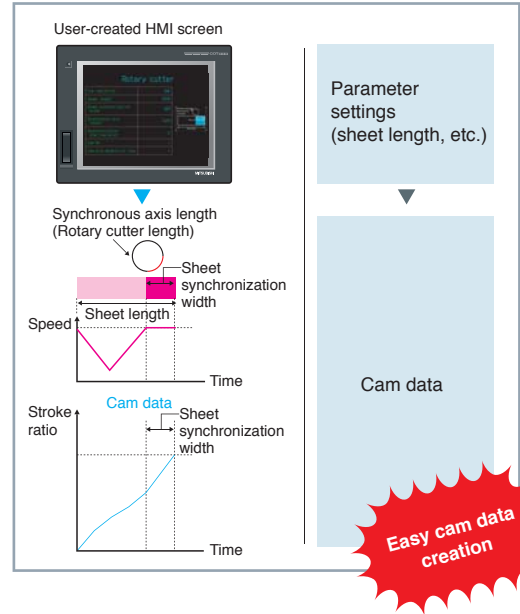 User-created HMI screen
Rotary cutter
MITSUBISHI
Synchronous axis length
(Rotary cutter length)
Sheet
synchronization
width
Sheet length
Speed
Time
Cam data
Stroke
ratio
Sheet
synchronization
width
Time
Parameter
settings
(sheet length, etc.)
Cam data
Easy cam data
creation